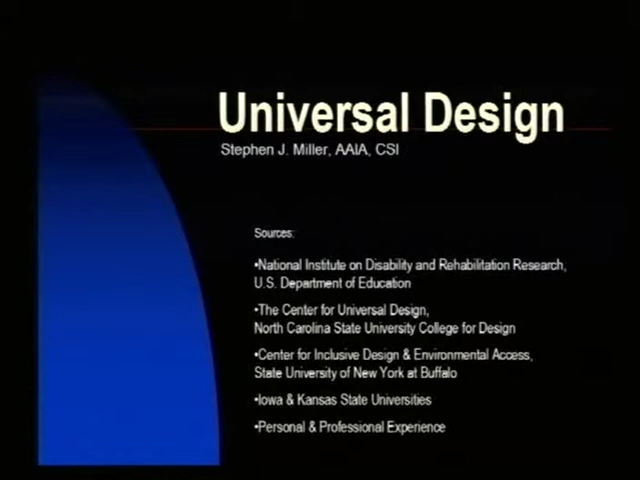 Universal Design
Stephen J. Miller, AAIA, CSI
Sources:
•National Institute on Disability and Rehabilitation Research,
U.S. Department of Education
•The Center for Universal Design,
North Carolina State University College for Design
•Center for Inclusive Design & Environmental Access,
State University of New York at Buffalo
•Iowa & Kansas State Universities
•Personal & Professional Experience